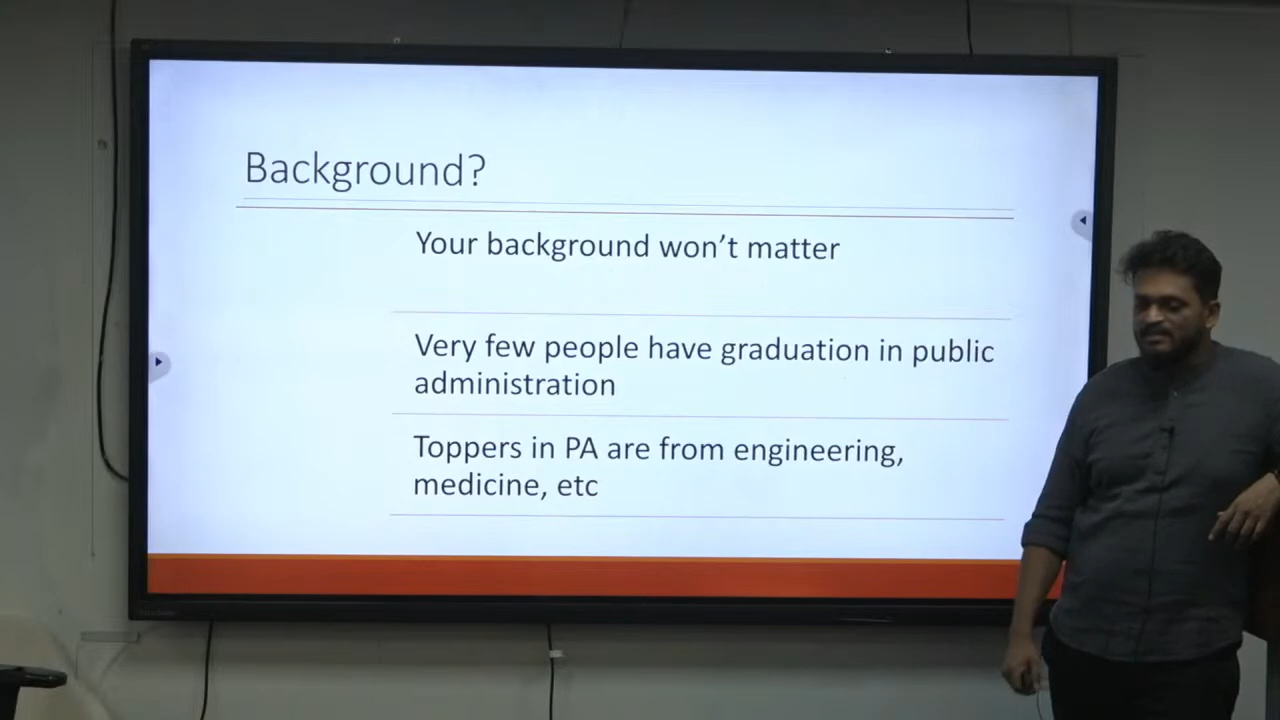 Background?
Your background won't matter
Very few people have graduation in public
administration
Toppers in PA are from engineering,
medicine, etc